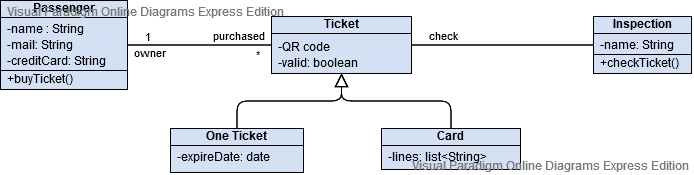 Visual Paradigm Online Diagrams Express Edition
Passenger
-name : String
-mail: String
-creditCard: String
+buyTicket()
1
owner
purchased
*
Ticket
-QR code
-valid: boolean
check
Inspection
-name: String
+checkTicket()
One Ticket
-expireDate: date
Card
-lines: list<String>
Visual Paradigm Online Diagrams Express Edition